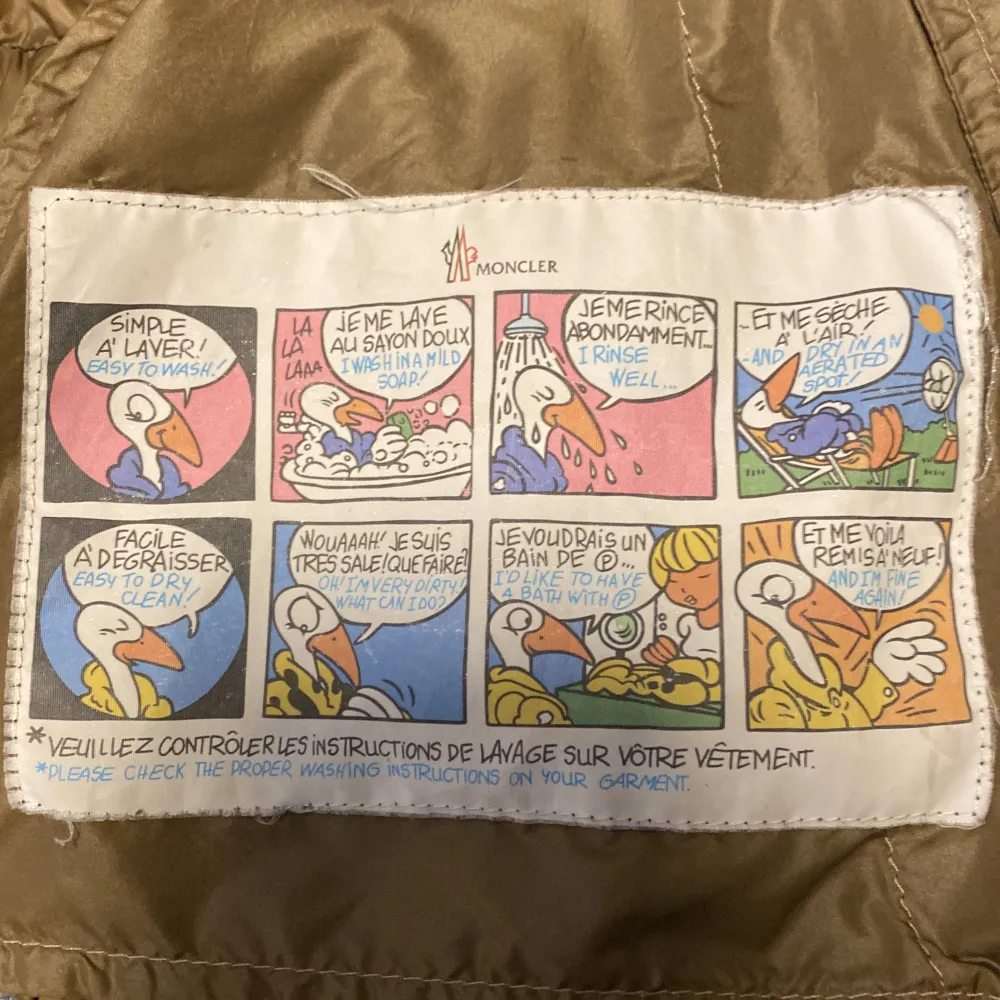 MONCLER
SIMPLE
A' LAVER!
EASY TO WASH!
LA
LA
LAAA
JE ME LAVE
AU SAVON DOUX
I WASH IN A MILD
SOAP!
JE ME RINCE
ABONDAMMENT...
I RINSE
WELL...
..ET ME SÈCHE
A' L'AIR!
..AND DRY IN AN
AERATED
SPOT!
FACILE
A' DEGRAISSER
EASY TO DRY
CLEAN!
WOUAAAH! JE SUIS
TRES SALE! QUE FAIRE?
OH! I'M VERY DIRTY!
WHAT CAN I DO?
JE VOUDRAIS UN
BAIN DE Ⓟ...
I'D LIKE TO HAVE
A BATH WITH Ⓟ
ET ME VOILA
REMIS A' NEUF!
AND I'M FINE
AGAIN!
*VEUILLEZ CONTRÔLER LES INSTRUCTIONS DE LAVAGE SUR VÔTRE VÊTEMENT.
*PLEASE CHECK THE PROPER WASHING INSTRUCTIONS ON YOUR GARMENT.